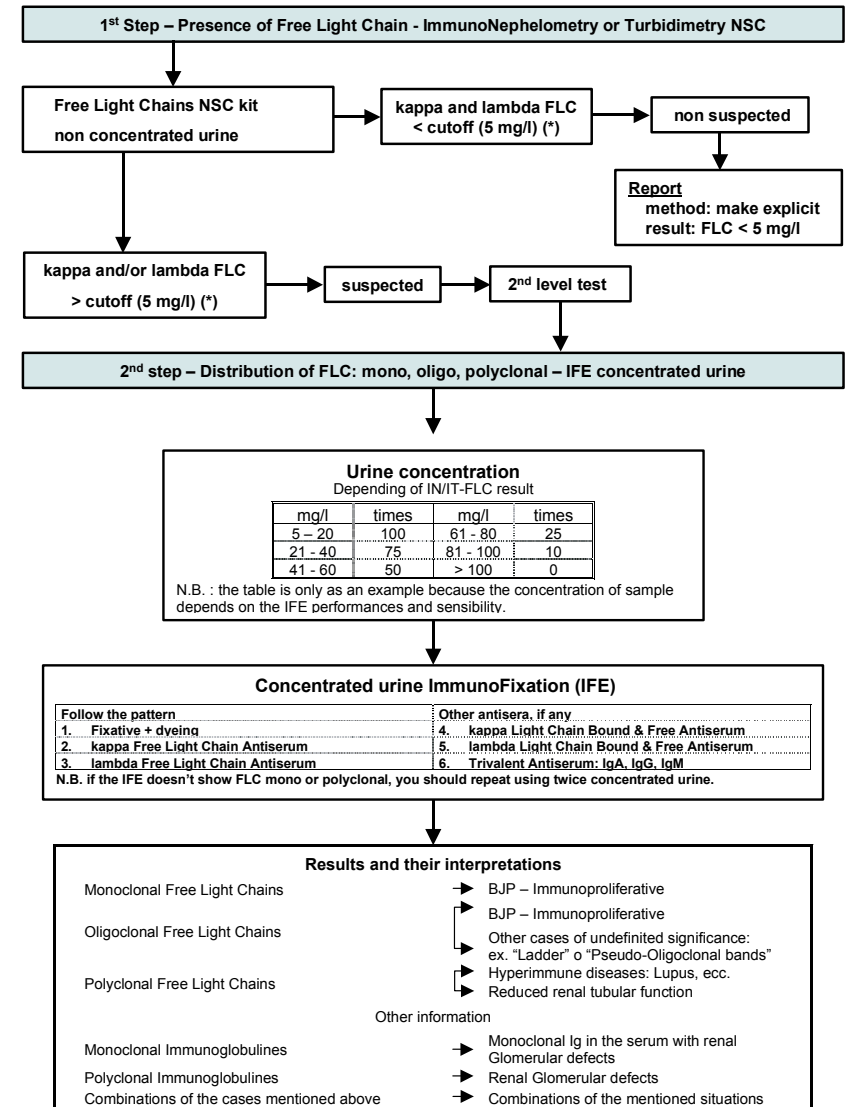 1st Step – Presence of Free Light Chain - ImmunoNephelometry or Turbidimetry NSC
Free Light Chains NSC kit
non concentrated urine
kappa and lambda FLC
< cutoff (5 mg/l) (*)
non suspected
Report
method: make explicit
result: FLC < 5 mg/l
kappa and/or lambda FLC
> cutoff (5 mg/l) (*)
suspected
2nd level test
2nd step – Distribution of FLC: mono, oligo, polyclonal – IFE concentrated urine
Urine concentration
Depending of IN/IT-FLC result
mg/l times mg/l times
5 – 20 100 61 - 80 25
21 - 40 75 81 - 100 10
41 - 60 50 > 100 0
N.B. : the table is only as an example because the concentration of sample
depends on the IFE performances and sensibility.
Concentrated urine ImmunoFixation (IFE)
Follow the pattern Other antisera, if any
1. Fixative + dyeing 4. kappa Light Chain Bound & Free Antiserum
2. kappa Free Light Chain Antiserum 5. lambda Light Chain Bound & Free Antiserum
3. lambda Free Light Chain Antiserum 6. Trivalent Antiserum: IgA, IgG, IgM
N.B. if the IFE doesn't show FLC mono or polyclonal, you should repeat using twice concentrated urine.
Results and their interpretations
Monoclonal Free Light Chains BJP – Immunoproliferative
BJP – Immunoproliferative
Oligoclonal Free Light Chains
Other cases of undefinited significance:
ex. "Ladder" o "Pseudo-Oligoclonal bands"
Hyperimmune diseases: Lupus, ecc.
Polyclonal Free Light Chains
Reduced renal tubular function
Other information
Monoclonal Immunoglobulines Monoclonal Ig in the serum with renal
Glomerular defects
Polyclonal Immunoglobulines Renal Glomerular defects
Combinations of the cases mentioned above Combinations of the mentioned situations